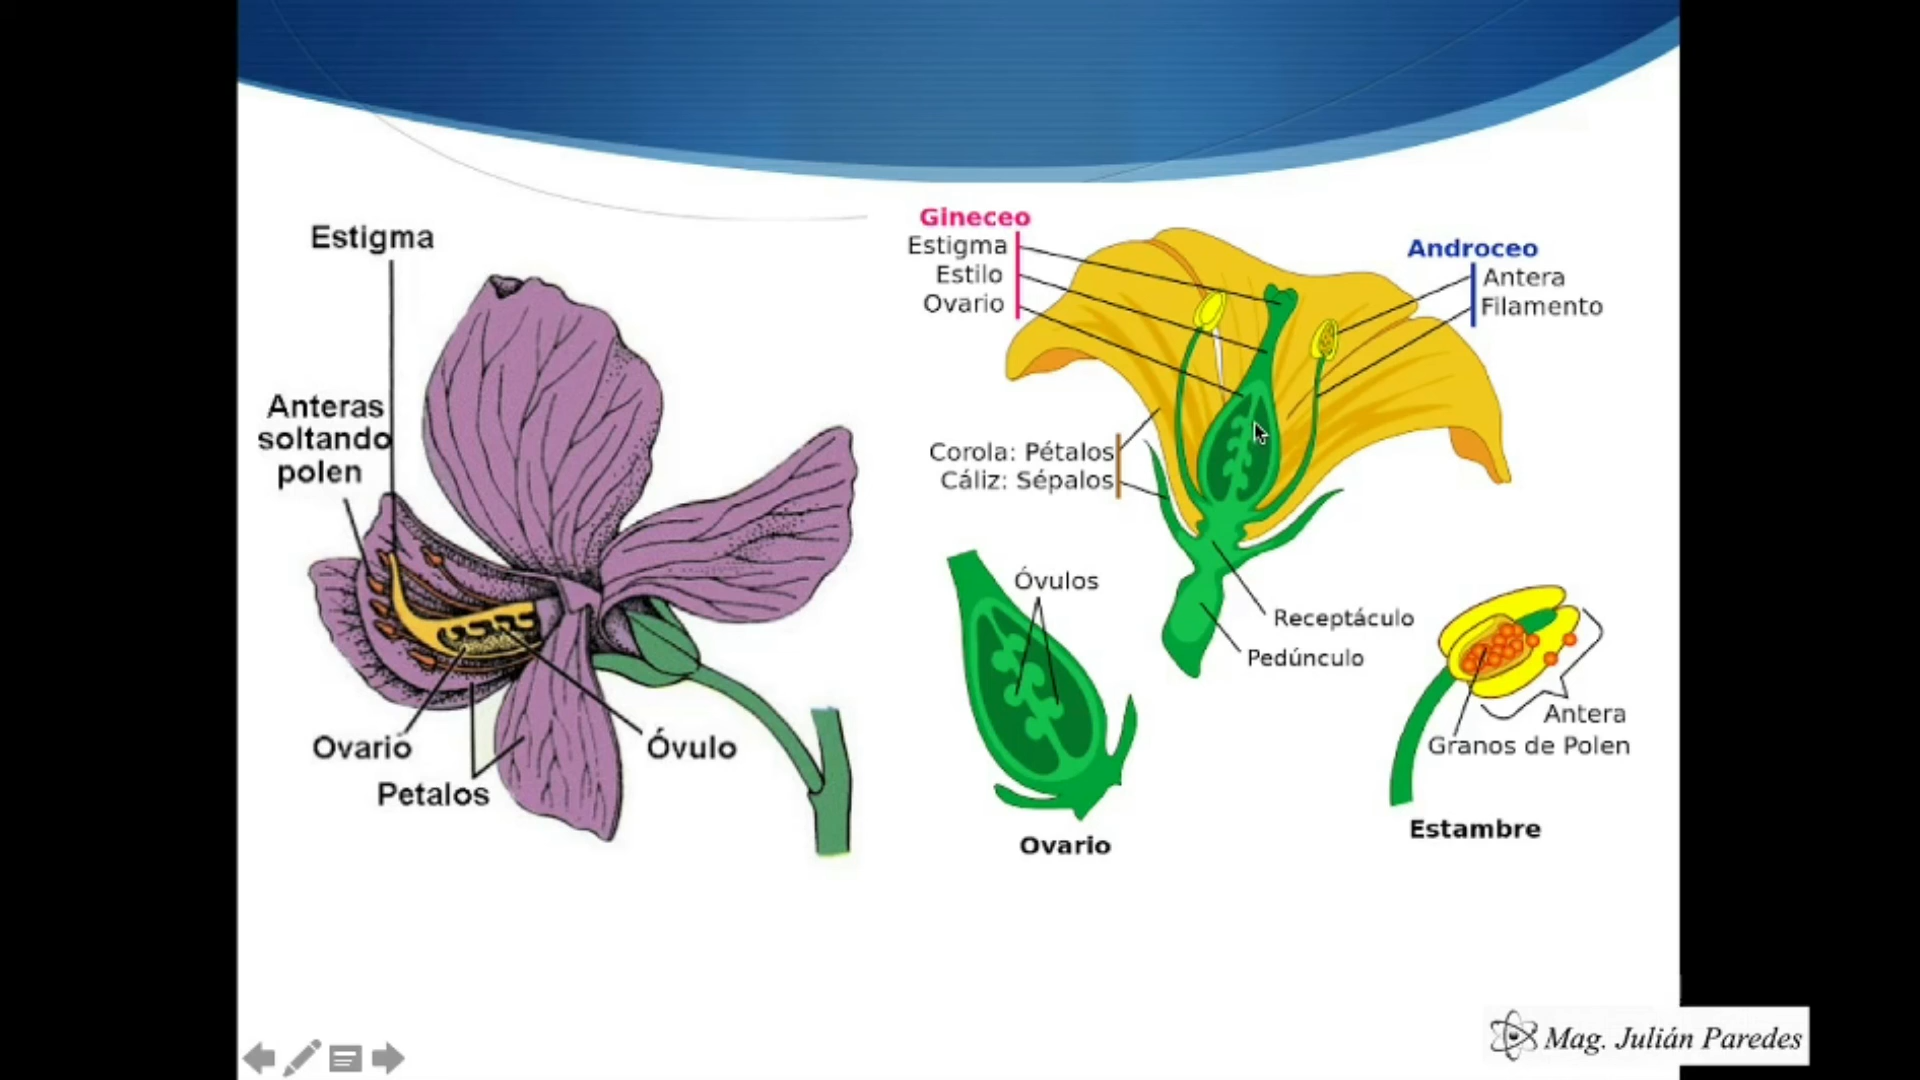 Estigma
Anteras
soltando
polen
Ovario
Petalos
Óvulo
Gineceo
Estigma
Estilo
Ovario
Androceo
Antera
Filamento
Corola: Pétalos
Cáliz: Sépalos
Óvulos
Receptáculo
Pedúnculo
Ovario
Antera
Granos de Polen
Estambre
Mag. Julián Paredes